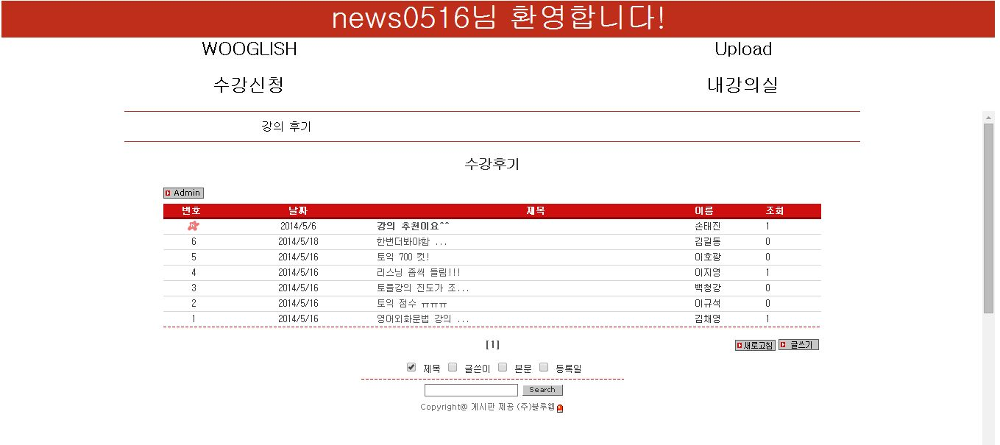 news0516님 환영합니다!
WOOGLISH Upload
수강신청 내강의실
강의 후기
수강후기
Admin
번호 날짜 제목 이름 조회
N 2014/5/6 강의 추천이요^^ 손태진 1
6 2014/5/18 한번더봐야함 ... 김길동 0
5 2014/5/16 토익 700 컷! 이호광 0
4 2014/5/16 리스닝 좀씩 들림!!! 이지영 1
3 2014/5/16 토플강의 진도가 조... 백청강 0
2 2014/5/16 토익 점수 ㅠㅠㅠ 이규석 0
1 2014/5/16 영어회화문법 강의 ... 김채영 1
[1] 새로고침 글쓰기
제목 글쓴이 본문 등록일
Search
Copyright@ 게시판 제공 (주)블루웹